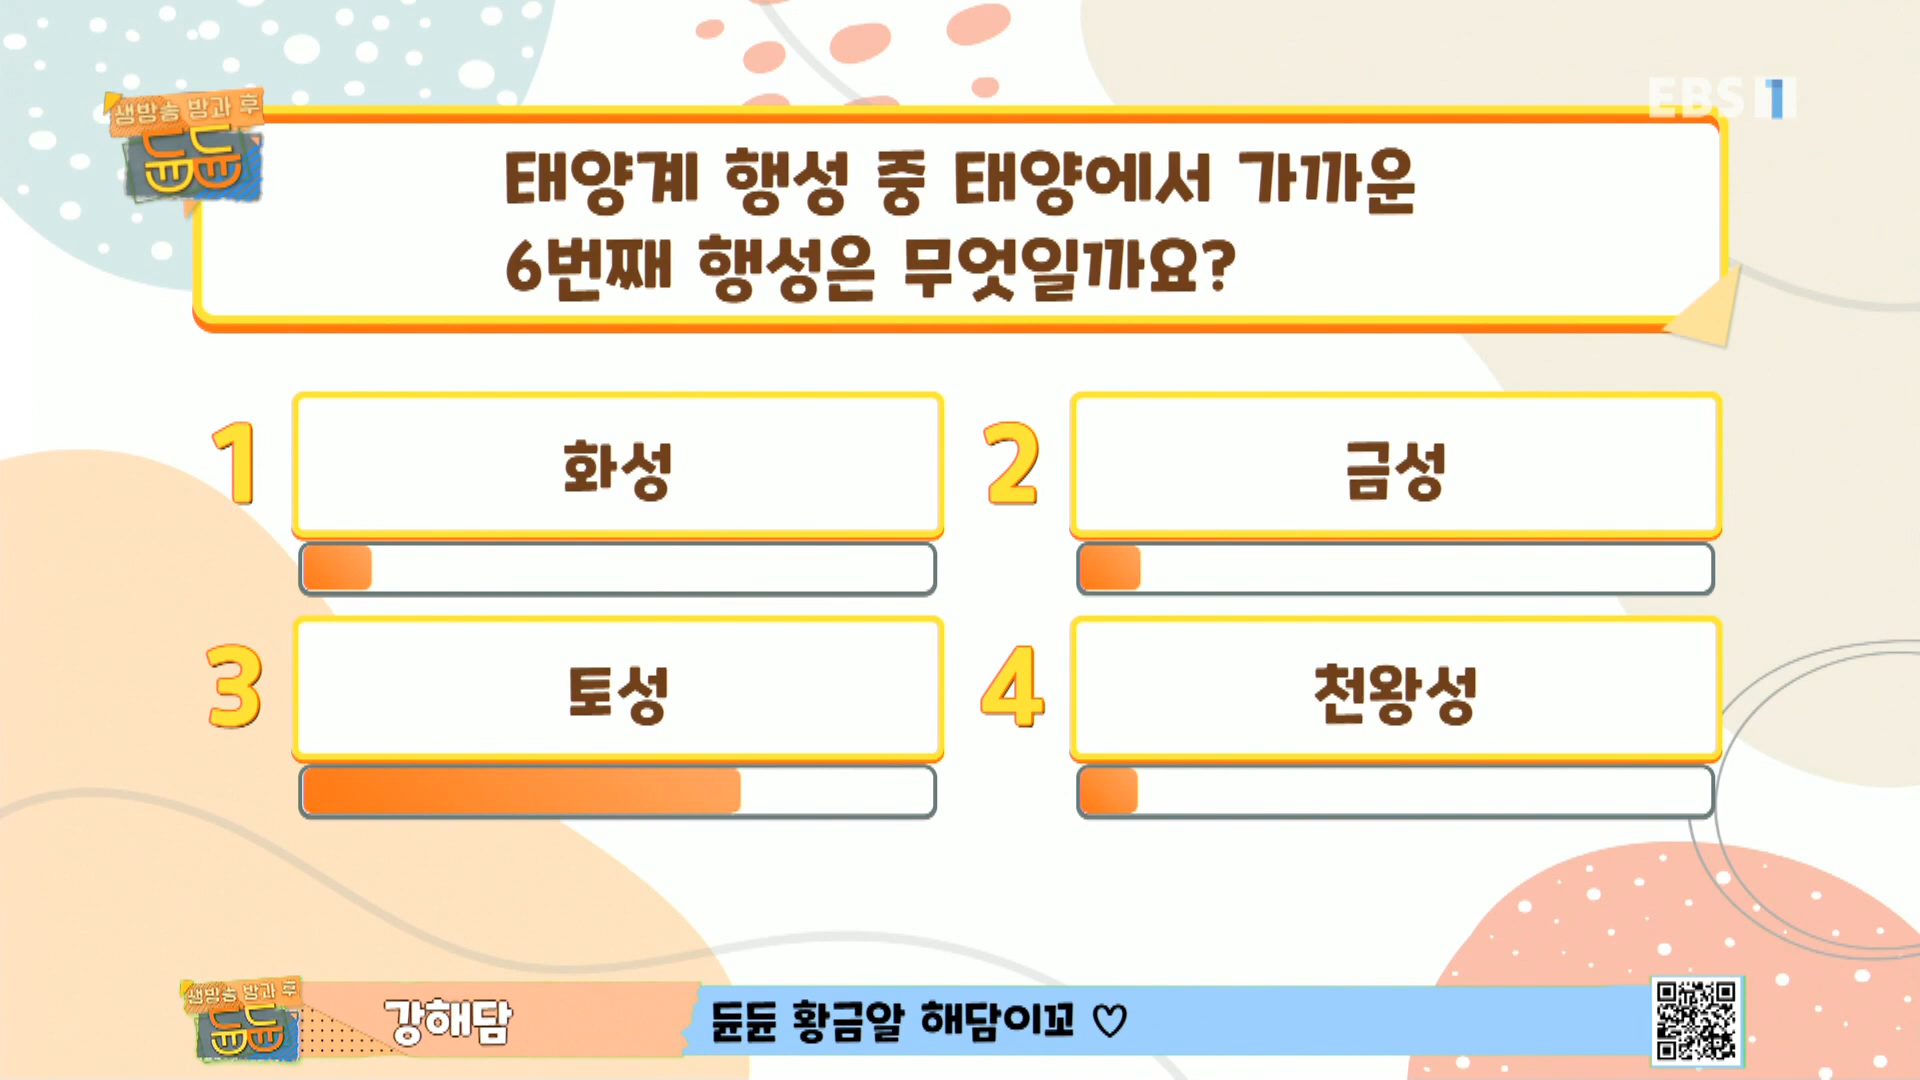 생방송 방과 후
듄듄
EBS 1
태양계 행성 중 태양에서 가까운
6번째 행성은 무엇일까요?
1 화성
2 금성
3 토성
4 천왕성
생방송 방과 후
강해담
듄듄 황금알 해담이꼬 ♡